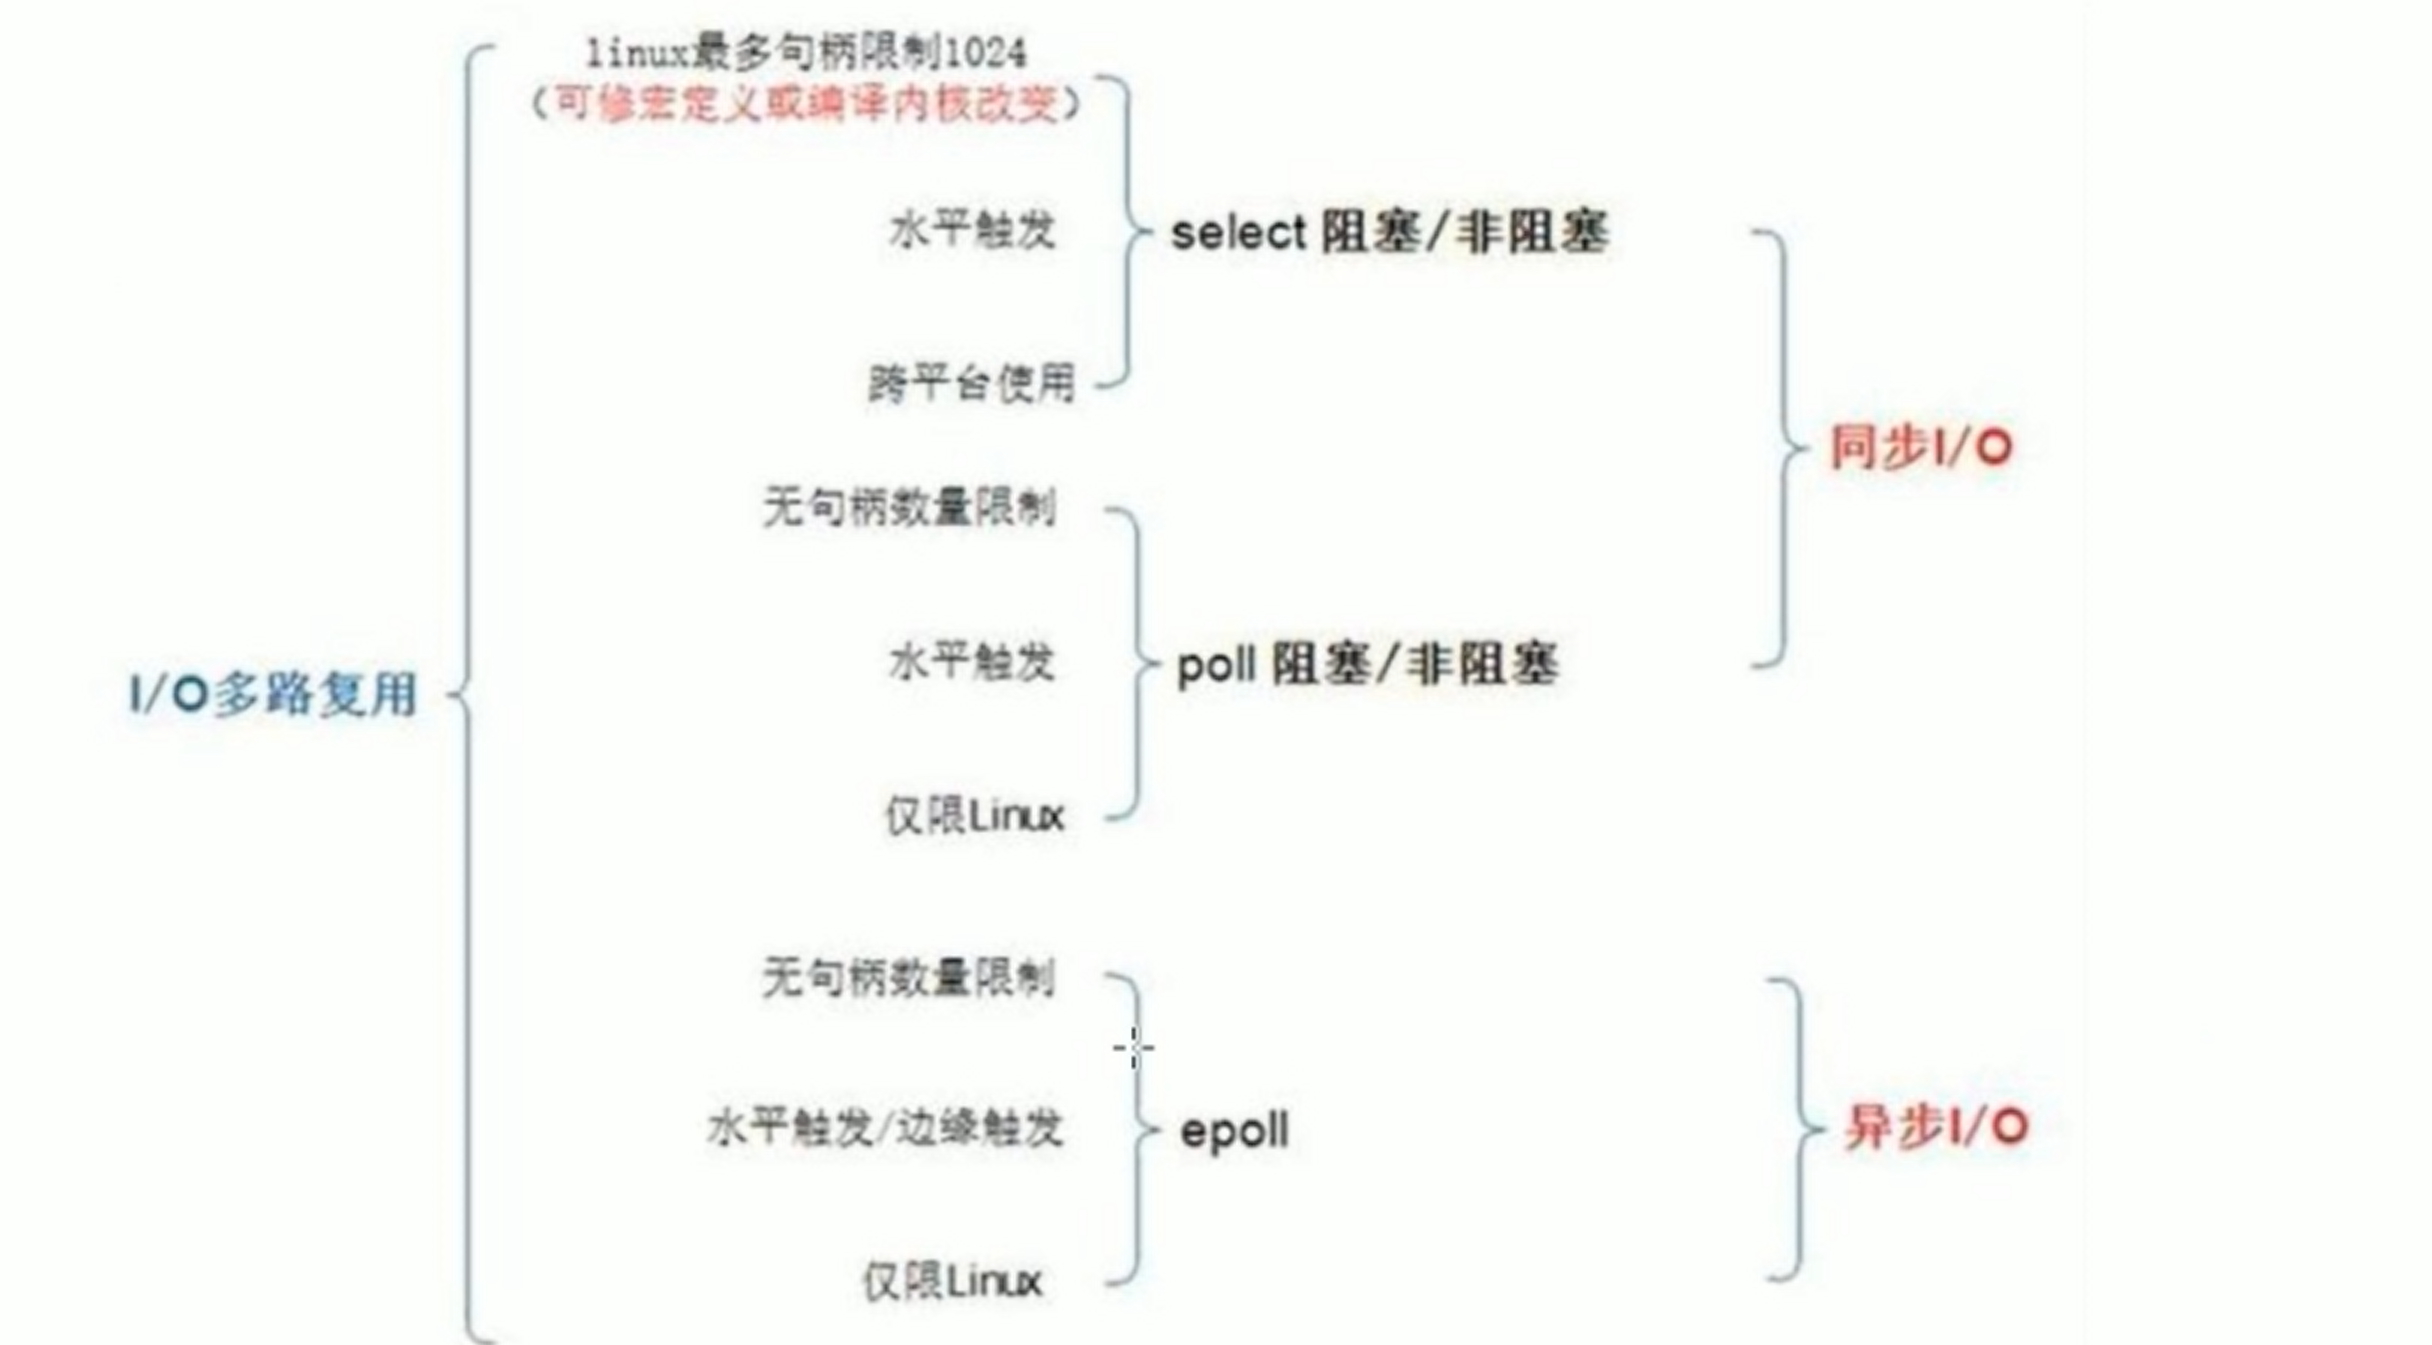 linux最多句柄限制1024
（可修宏定义或编译内核改变）
水平触发
select 阻塞/非阻塞
跨平台使用
同步I/O
无句柄数量限制
水平触发
poll 阻塞/非阻塞
I/O多路复用
仅限Linux
无句柄数量限制
水平触发/边缘触发
epoll
异步I/O
仅限Linux